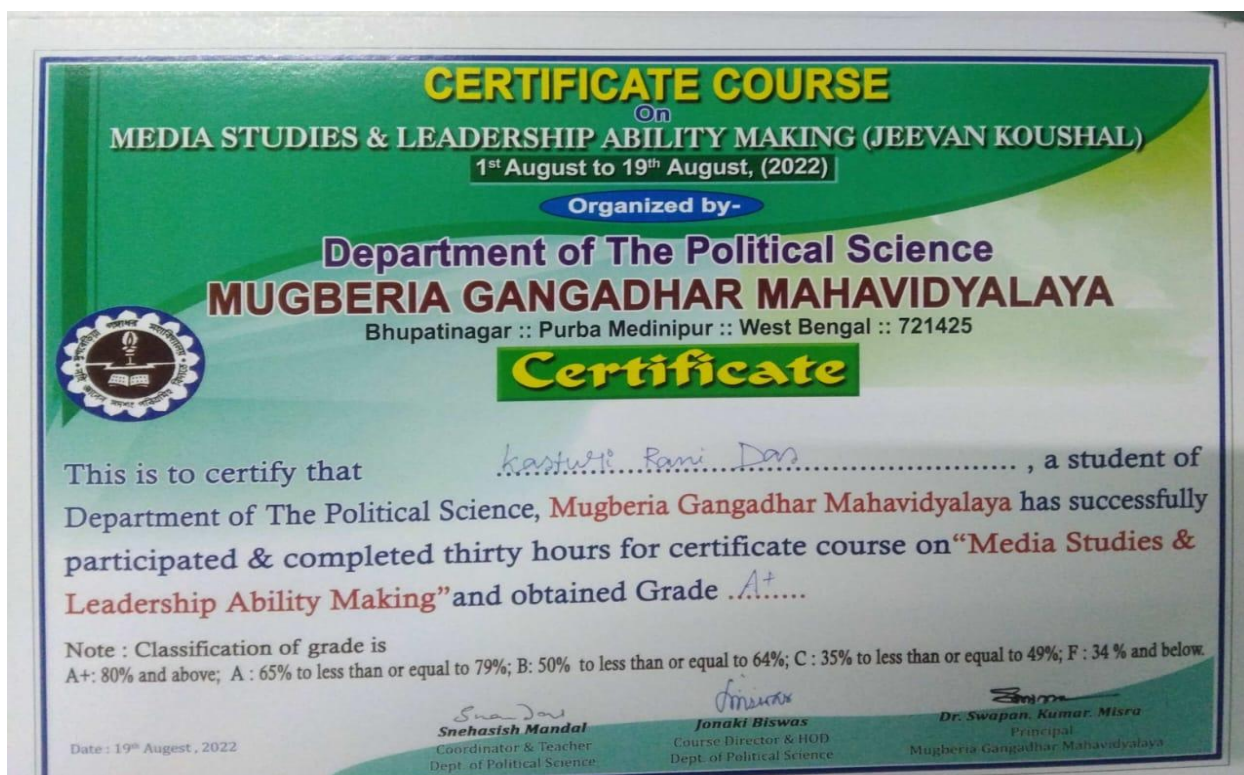 CERTIFICATE COURSE
On
MEDIA STUDIES & LEADERSHIP ABILITY MAKING (JEEVAN KOUSHAL)
1st August to 19th August, (2022)
Organized by-
Department of The Political Science
MUGBERIA GANGADHAR MAHAVIDYALAYA
Bhupatinagar :: Purba Medinipur :: West Bengal :: 721425
Certificate
This is to certify that Kasturi Rani Das , a student of
Department of The Political Science, Mugberia Gangadhar Mahavidyalaya has successfully
participated & completed thirty hours for certificate course on "Media Studies &
Leadership Ability Making" and obtained Grade .A+.....
Note : Classification of grade is
A+: 80% and above; A : 65% to less than or equal to 79%; B: 50% to less than or equal to 64%; C : 35% to less than or equal to 49%; F : 34 % and below.
Snehasish Mandal
Coordinator & Teacher
Dept. of Political Science
Jonaki Biswas
Course Director & HOD
Dept. of Political Science
Dr. Swapan. Kumar. Misra
Principal
Mugberia Gangadhar Mahavidyalaya
Date : 19th Augest, 2022